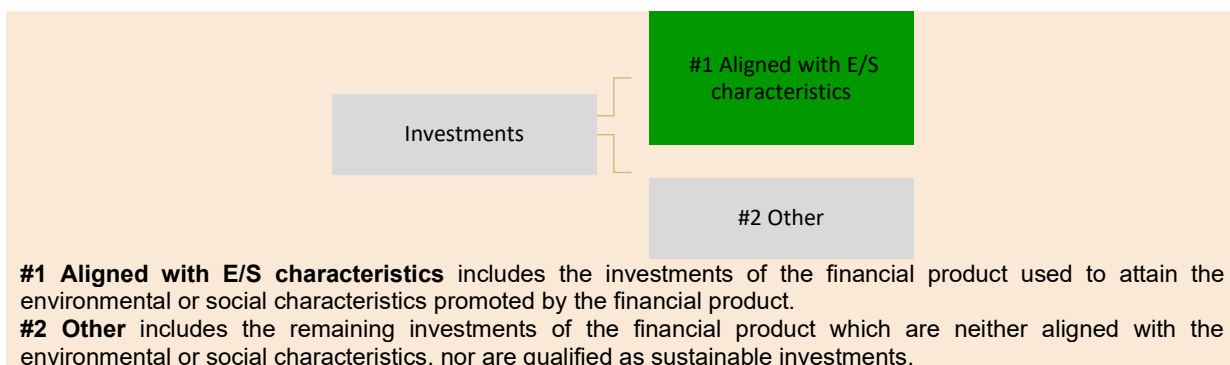 #1 Aligned with E/S
characteristics
Investments
#2 Other
#1 Aligned with E/S characteristics includes the investments of the financial product used to attain the
environmental or social characteristics promoted by the financial product.
#2 Other includes the remaining investments of the financial product which are neither aligned with the
environmental or social characteristics, nor are qualified as sustainable investments.